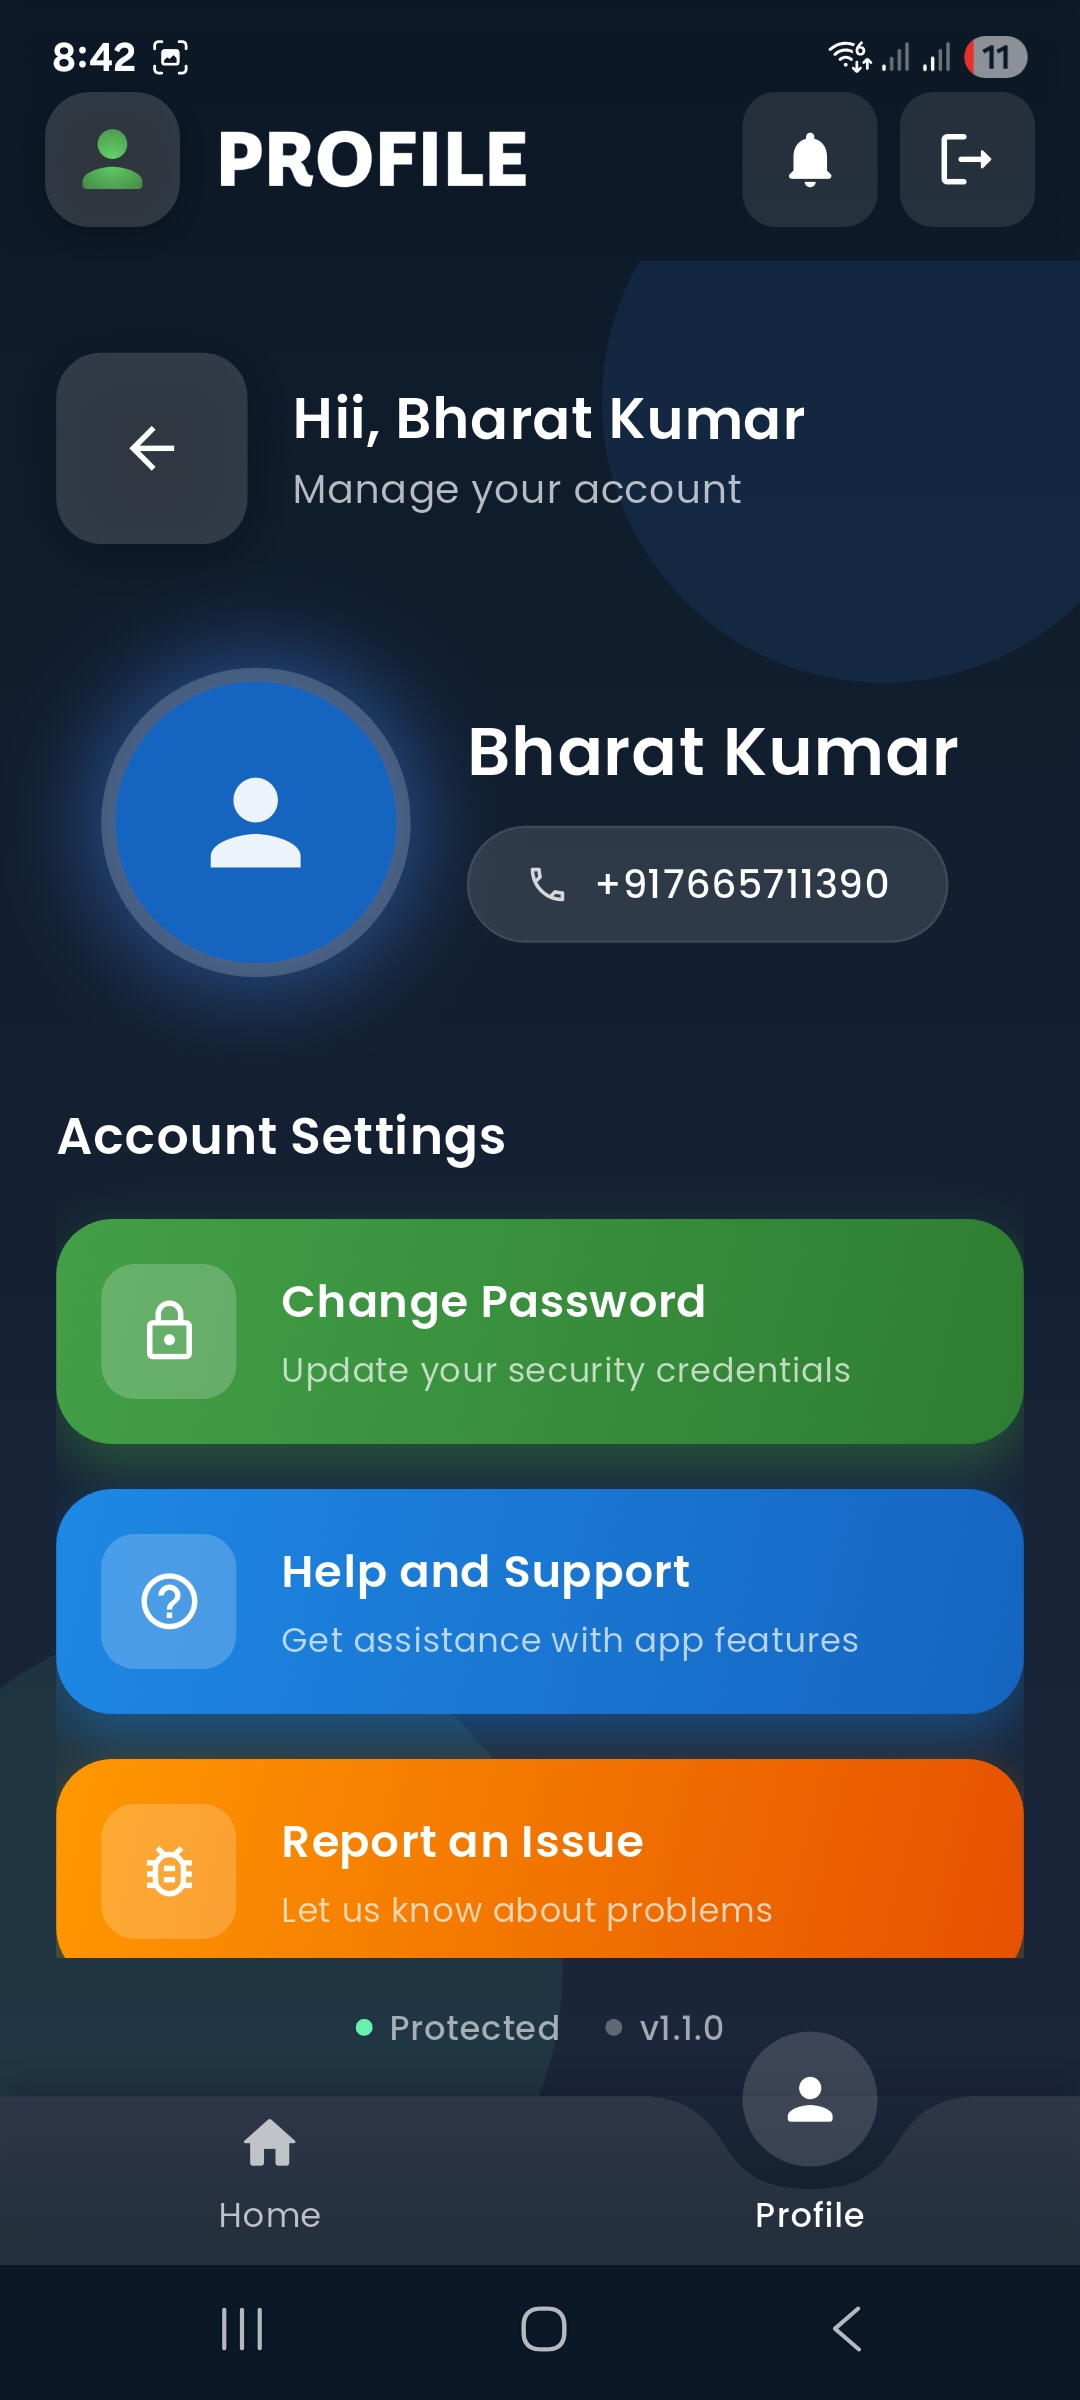 8:42
6
11
PROFILE
Hii, Bharat Kumar
Manage your account
Bharat Kumar
+917665711390
Account Settings
Change Password
Update your security credentials
Help and Support
Get assistance with app features
Report an Issue
Let us know about problems
Protected
v1.1.0
Home
Profile